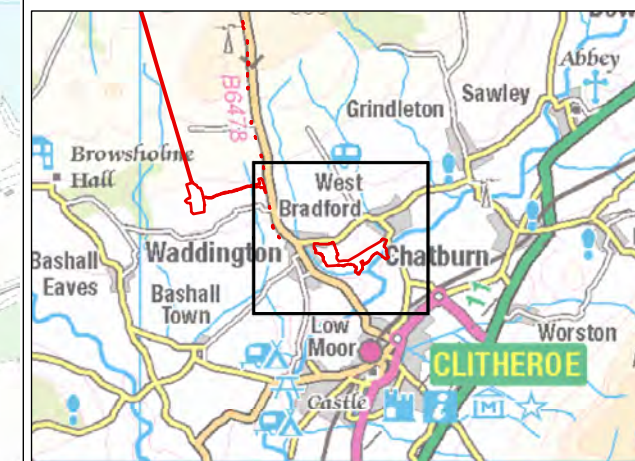 Abbey
Sawley
Grindleton
B6478
Browsholme
Hall
West
Bradford
Waddington
Chatburn
Bashall
Eaves
Bashall
Town
11
Worston
Low
Moor
CLITHEROE
Castle
i
M